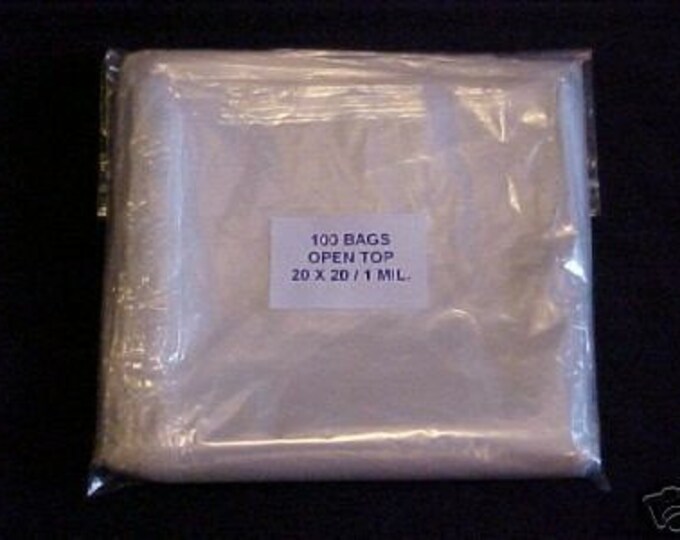 100 BAGS
OPEN TOP
20 X 20 / 1 MIL.